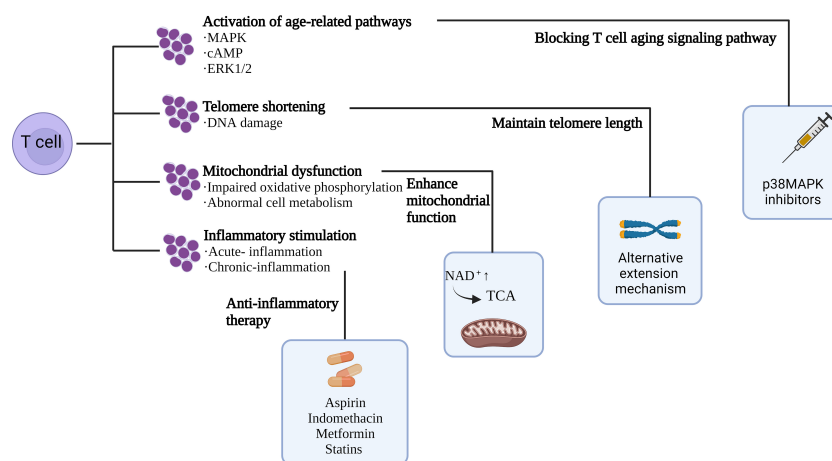 Activation of age-related pathways
·MAPK
·cAMP
·ERK1/2
Blocking T cell aging signaling pathway
T cell
Telomere shortening
·DNA damage
Maintain telomere length
Mitochondrial dysfunction
·Impaired oxidative phosphorylation
·Abnormal cell metabolism
Enhance
mitochondrial
function
p38MAPK
inhibitors
Inflammatory stimulation
·Acute- inflammation
·Chronic-inflammation
Alternative
extension
mechanism
NAD⁺↑
TCA
Anti-inflammatory
therapy
Aspirin
Indomethacin
Metformin
Statins